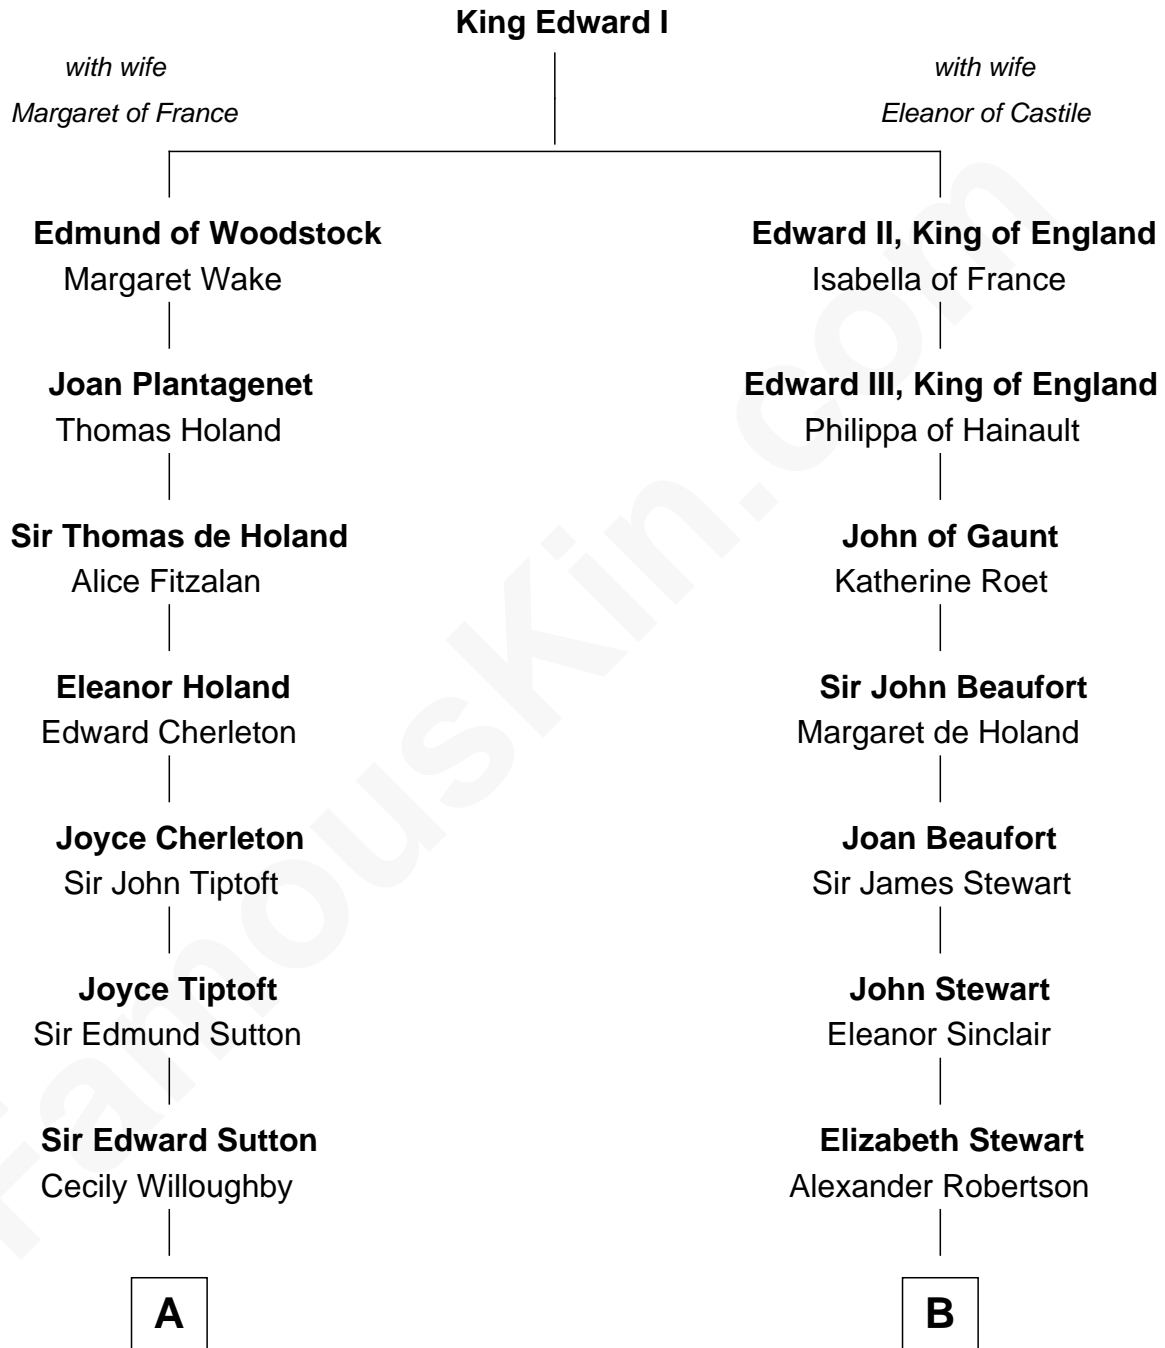 King Edward I
with wife
Margaret of France
with wife
Eleanor of Castile
Edmund of Woodstock
Margaret Wake
Edward II, King of England
Isabella of France
Joan Plantagenet
Thomas Holand
Edward III, King of England
Philippa of Hainault
Sir Thomas de Holand
Alice Fitzalan
John of Gaunt
Katherine Roet
Eleanor Holand
Edward Cherleton
Sir John Beaufort
Margaret de Holand
Joyce Cherleton
Sir John Tiptoft
Joan Beaufort
Sir James Stewart
Joyce Tiptoft
Sir Edmund Sutton
John Stewart
Eleanor Sinclair
Sir Edward Sutton
Cecily Willoughby
Elizabeth Stewart
Alexander Robertson
A
B
FamousKin.com